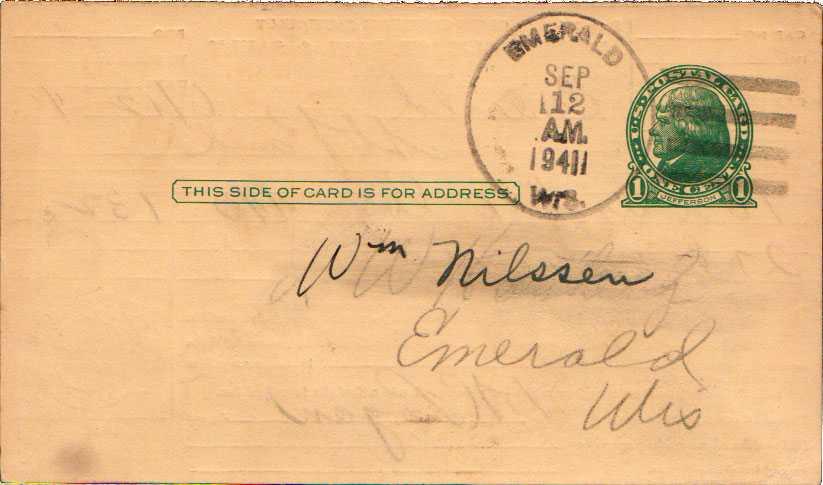 EMERALD
SEP
12
AM.
1941
WIS.
U.S. POSTAL CARD
1 ONE CENT 1
JEFFERSON
THIS SIDE OF CARD IS FOR ADDRESS
Wm Nilssen
Emerald
Wis